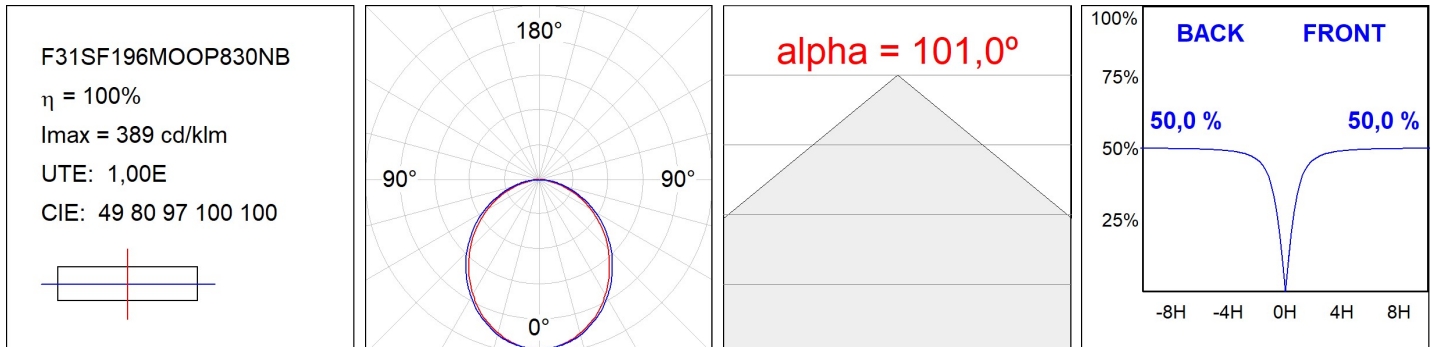 F31SF196MOOP830NB
η = 100%
Imax = 389 cd/klm
UTE: 1,00E
CIE: 49 80 97 100 100
180°
90° 90°
0°
alpha = 101,0º
100%
BACK FRONT
75%
50,0 % 50,0 %
50%
25%
-8H -4H 0H 4H 8H